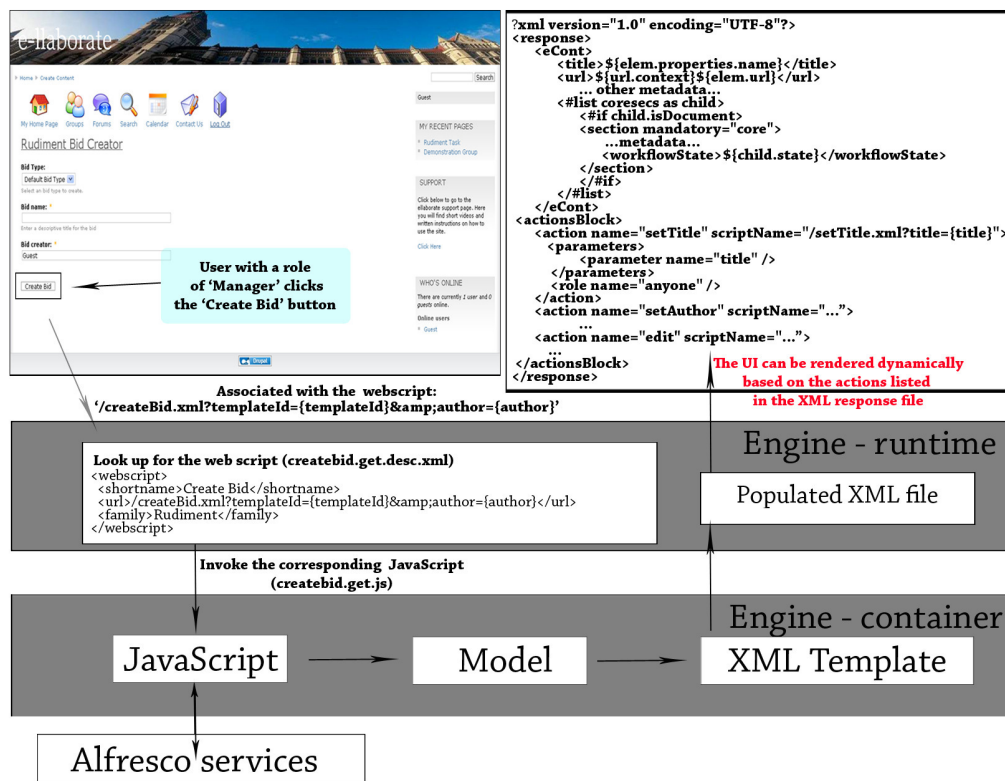 e-llaborate
Home > Create Content
Search
My Home Page Groups Forums Search Calendar Contact Us Log Out
Rudiment Bid Creator
Bid Type:
Default Bid Type
Select an bid type to create.
Bid name: *
Enter a descriptive title for the bid
Bid creator: *
Guest
Create Bid
User with a role
of ‘Manager’ clicks
the ‘Create Bid’ button
Guest
MY RECENT PAGES
Rudiment Task
Demonstration Group
SUPPORT
Click below to go to the
ellaborate support page. Here
you will find short videos and
written instructions on how to
use the site.
Click Here
WHO'S ONLINE
There are currently 1 user and 0
guests online.
Online users
Guest
Drupal
?xml version="1.0" encoding="UTF-8"?>
<response>
<eCont>
<title>${elem.properties.name}</title>
<url>${url.context}${elem.url}</url>
... other metadata...
<#list coresecs as child>
<#if child.isDocument>
<section mandatory="core">
...metadata...
<workflowState>${child.state}</workflowState>
</section>
</#if>
</#list>
</eCont>
<actionsBlock>
<action name="setTitle" scriptName="/setTitle.xml?title={title}">
<parameters>
<parameter name="title" />
</parameters>
<role name="anyone" />
</action>
<action name="setAuthor" scriptName="...”>
...
<action name="edit" scriptName="...”>
...
</actionsBlock>
</response>
The UI can be rendered dynamically
based on the actions listed
in the XML response file
Associated with the webscript:
‘/createBid.xml?templateId={templateId}&amp;author={author}’
Engine - runtime
Look up for the web script (createbid.get.desc.xml)
<webscript>
<shortname>Create Bid</shortname>
<url>/createBid.xml?templateId={templateId}&amp;author={author}</url>
<family>Rudiment</family>
</webscript>
Populated XML file
Invoke the corresponding JavaScript
(createbid.get.js)
Engine - container
JavaScript
Model
XML Template
Alfresco services